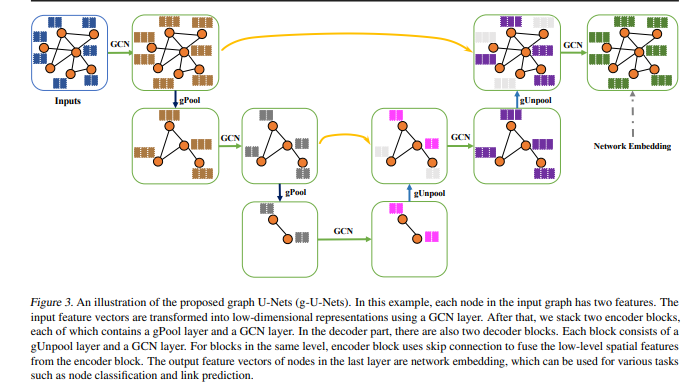 GCN
GCN
Inputs
gPool
gUnpool
GCN
GCN
Network Embedding
gPool
gUnpool
GCN
Figure 3. An illustration of the proposed graph U-Nets (g-U-Nets). In this example, each node in the input graph has two features. The
input feature vectors are transformed into low-dimensional representations using a GCN layer. After that, we stack two encoder blocks,
each of which contains a gPool layer and a GCN layer. In the decoder part, there are also two decoder blocks. Each block consists of a
gUnpool layer and a GCN layer. For blocks in the same level, encoder block uses skip connection to fuse the low-level spatial features
from the encoder block. The output feature vectors of nodes in the last layer are network embedding, which can be used for various tasks
such as node classification and link prediction.